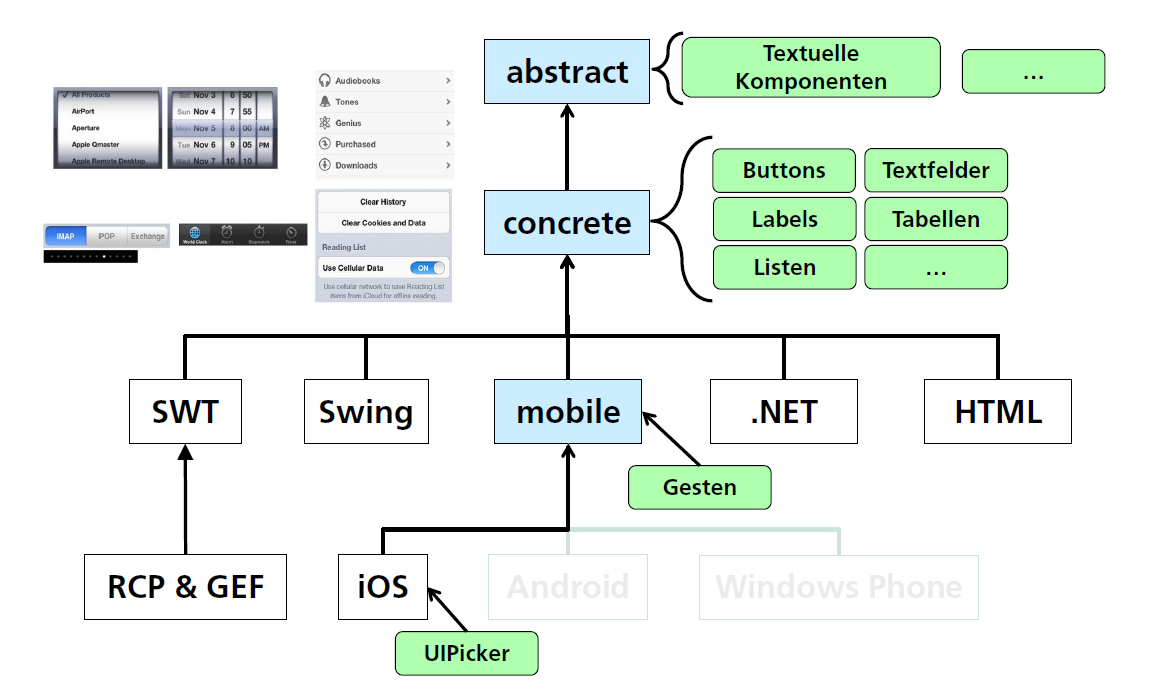 abstract
Textuelle
Komponenten
...
All Products
AirPort
Aperture
Apple Qmaster
Apple Remote Desktop
Sat Nov 3 6 50
Sun Nov 4 7 55
Mon Nov 5 8 00 AM
Tue Nov 6 9 05 PM
Wed Nov 7 10 10
Audiobooks
Tones
Genius
Purchased
Downloads
concrete
Buttons
Textfelder
Labels
Tabellen
Listen
...
IMAP
POP
Exchange
World Clock
Alarm
Stopwatch
Timer
Clear History
Clear Cookies and Data
Reading List
Use Cellular Data
ON
Use cellular network to save Reading List
items from iCloud for offline reading.
SWT
Swing
mobile
.NET
HTML
Gesten
RCP & GEF
iOS
Android
Windows Phone
UIPicker